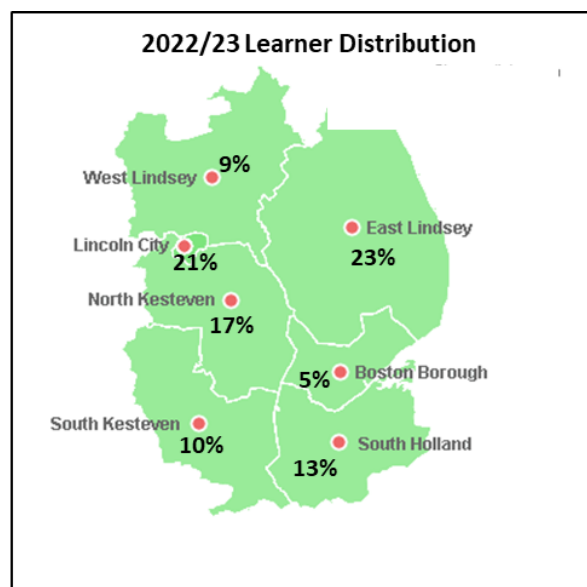 2022/23 Learner Distribution
9%
West Lindsey
East Lindsey
Lincoln City
23%
21%
North Kesteven
17%
5%
Boston Borough
South Kesteven
10%
South Holland
13%